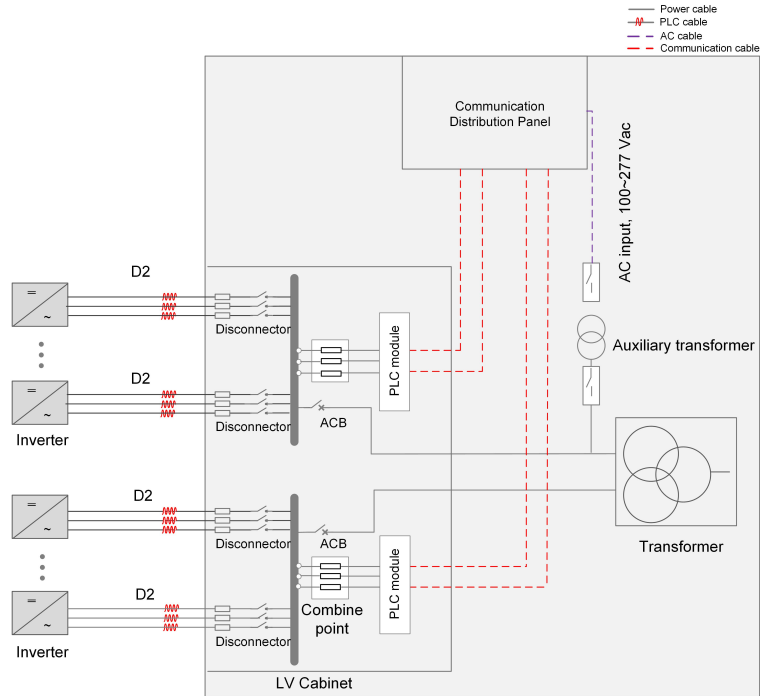 Power cable
PLC cable
AC cable
Communication cable
Communication
Distribution Panel
AC input, 100~277 Vac
D2
Disconnector
PLC module
Auxiliary transformer
D2
ACB
Inverter
Disconnector
D2
ACB
Disconnector
PLC module
Transformer
D2
Combine
point
Inverter
Disconnector
LV Cabinet